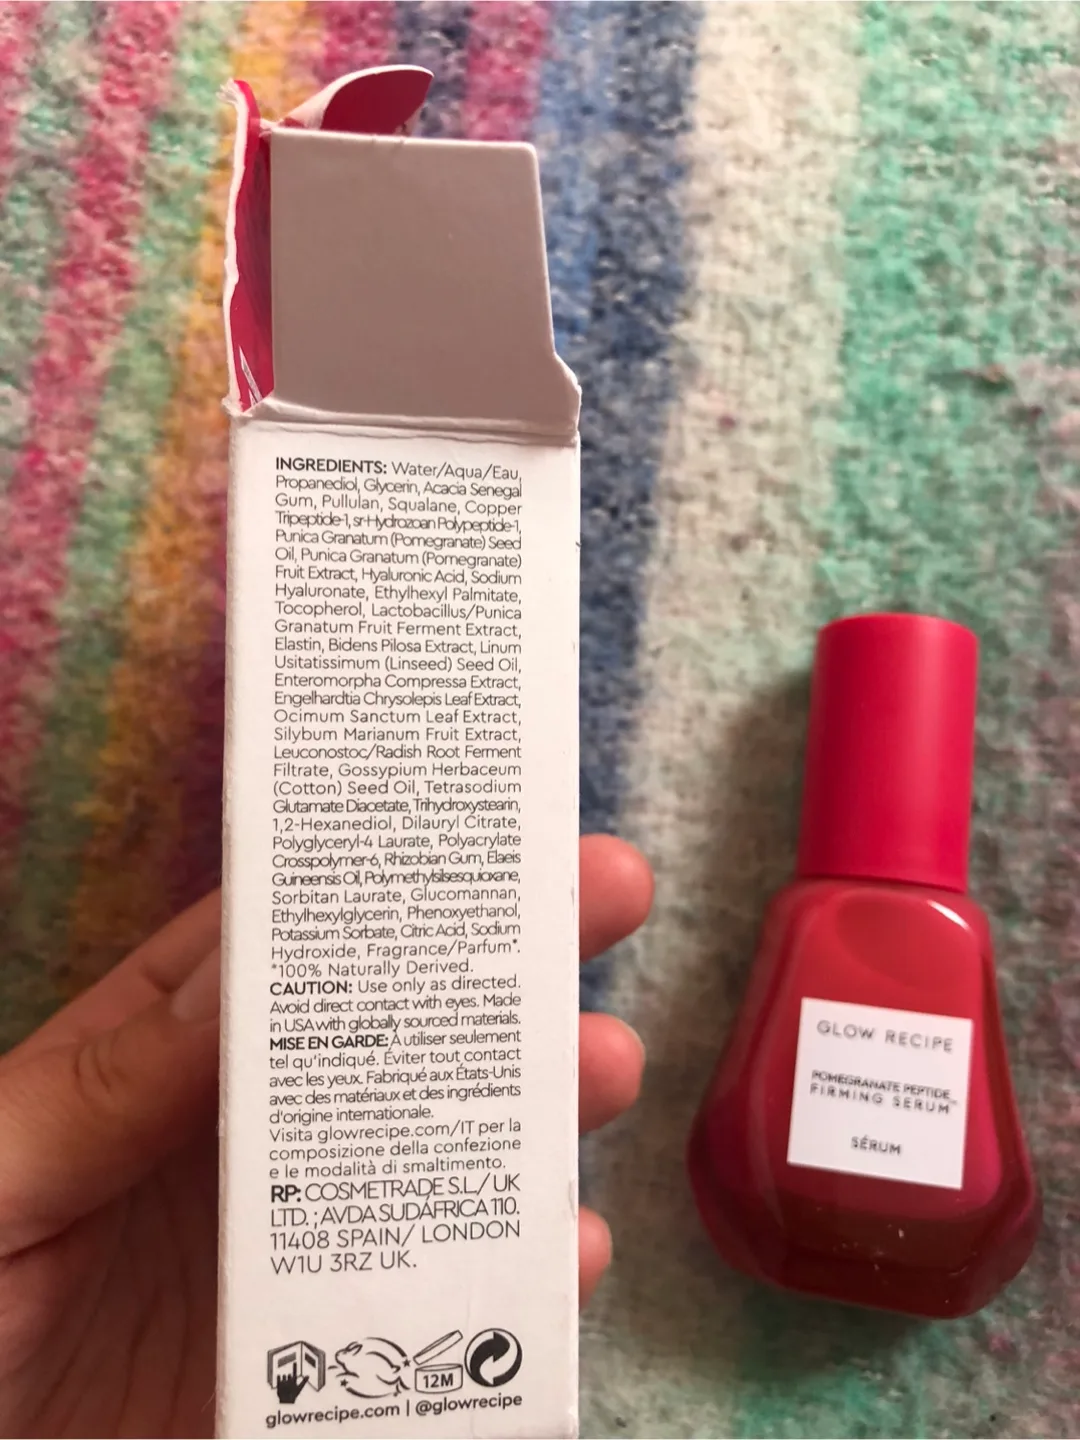 INGREDIENTS: Water/Aqua/Eau,
Propanediol, Glycerin, Acacia Senegal
Gum, Pullulan, Squalane, Copper
Tripeptide-1, sr-Hydrozoan Polypeptide-1,
Punica Granatum (Pomegranate) Seed
Oil, Punica Granatum (Pomegranate)
Fruit Extract, Hyaluronic Acid, Sodium
Hyaluronate, Ethylhexyl Palmitate,
Tocopherol, Lactobacillus/Punica
Granatum Fruit Ferment Extract,
Elastin, Bidens Pilosa Extract, Linum
Usitatissimum (Linseed) Seed Oil,
Enteromorpha Compressa Extract,
Engelhardtia Chrysolepis Leaf Extract,
Ocimum Sanctum Leaf Extract,
Silybum Marianum Fruit Extract,
Leuconostoc/Radish Root Ferment
Filtrate, Gossypium Herbaceum
(Cotton) Seed Oil, Tetrasodium
Glutamate Diacetate, Trihydroxystearin,
1,2-Hexanediol, Dilauryl Citrate,
Polyglyceryl-4 Laurate, Polyacrylate
Crosspolymer-6, Rhizobian Gum, Elaeis
Guineensis Oil, Polymethylsilsesquioxane,
Sorbitan Laurate, Glucomannan,
Ethylhexylglycerin, Phenoxyethanol,
Potassium Sorbate, Citric Acid, Sodium
Hydroxide, Fragrance/Parfum*.
*100% Naturally Derived.
CAUTION: Use only as directed.
Avoid direct contact with eyes. Made
in USA with globally sourced materials.
MISE EN GARDE: À utiliser seulement
tel qu'indiqué. Éviter tout contact
avec les yeux. Fabriqué aux États-Unis
avec des matériaux et des ingrédients
d'origine internationale.
Visita glowrecipe.com/IT per la
composizione della confezione
e le modalità di smaltimento.
RP: COSMETRADE S.L/ UK
LTD. ; AVDA SUDÁFRICA 110.
11408 SPAIN/ LONDON
W1U 3RZ UK.
12M
glowrecipe.com | @glowrecipe
GLOW RECIPE
POMEGRANATE PEPTIDE
FIRMING SERUM™
SÉRUM